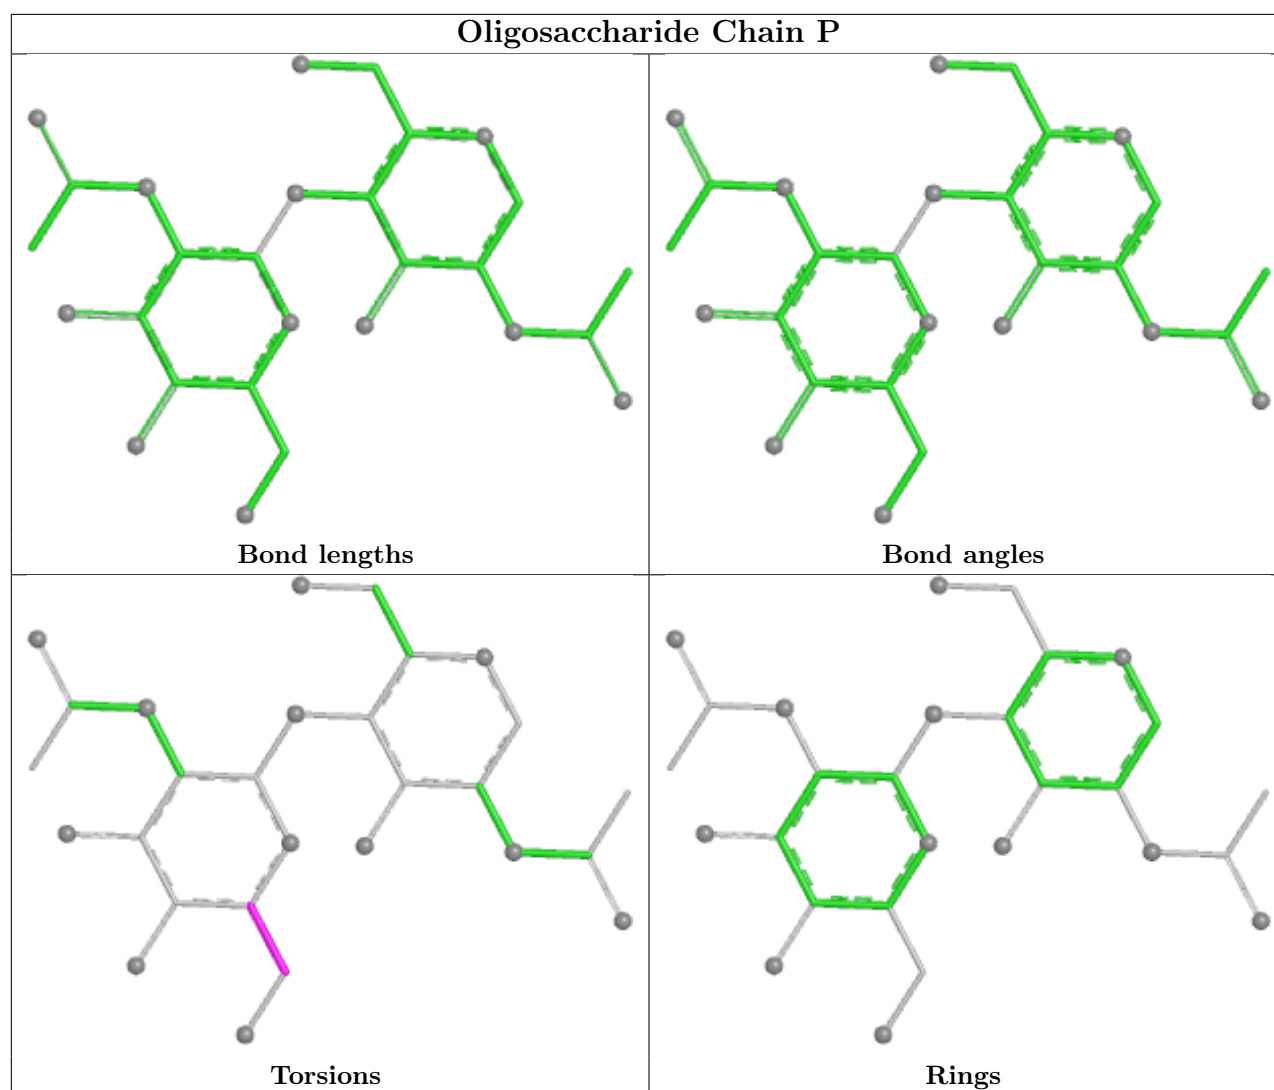 Oligosaccharide Chain P
Bond lengths
Bond angles
Torsions
Rings